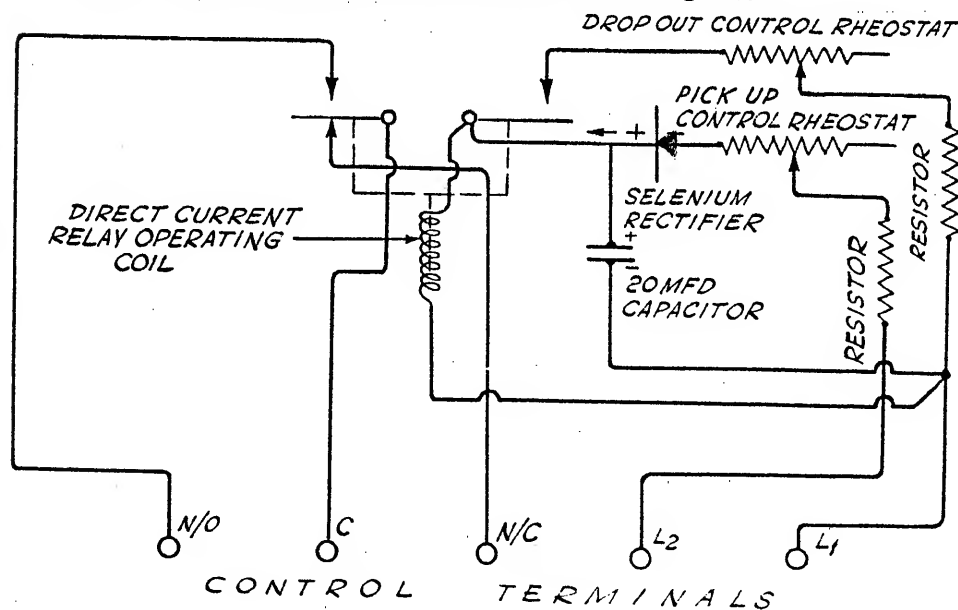 DROP OUT CONTROL RHEOSTAT
PICK UP
CONTROL RHEOSTAT
+
DIRECT CURRENT
RELAY OPERATING
COIL
SELENIUM
RECTIFIER
+
-
20 MFD
CAPACITOR
RESISTOR
RESISTOR
N/O
C
N/C
L2
L1
CONTROL TERMINALS